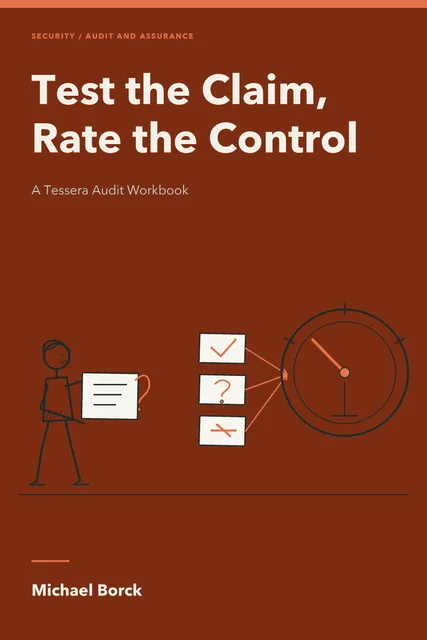 SECURITY / AUDIT AND ASSURANCE
Test the Claim,
Rate the Control
A Tessera Audit Workbook
?
?
Michael Borck